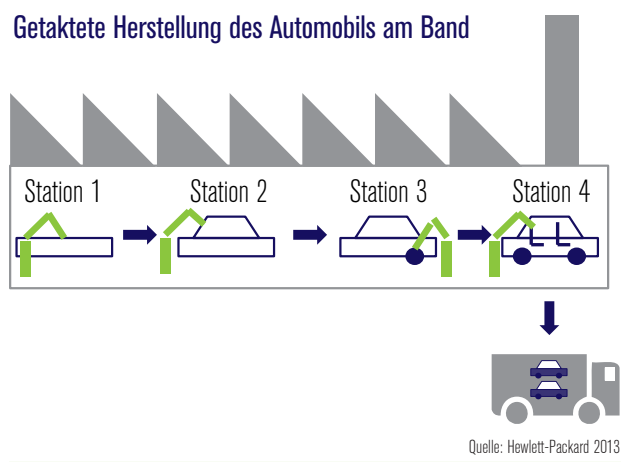 Getaktete Herstellung des Automobils am Band
Station 1
Station 2
Station 3
Station 4
Quelle: Hewlett-Packard 2013